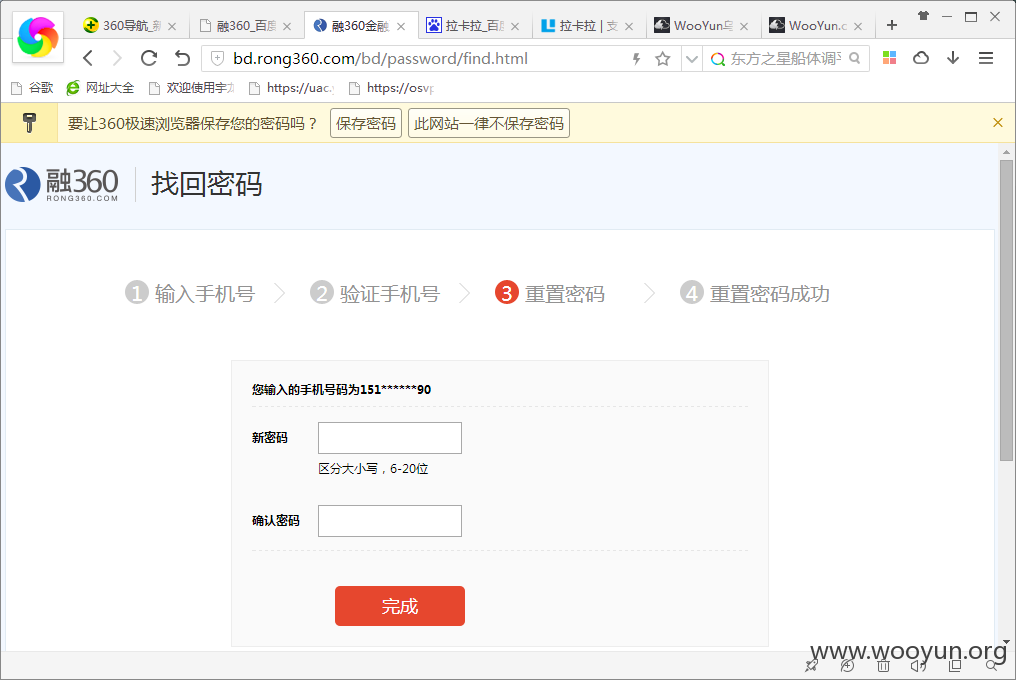 360导航_新
融360_百度
融360金融
拉卡拉_百度
拉卡拉 | 支
WooYun乌
WooYun.o
bd.rong360.com/bd/password/find.html
东方之星船体调学
谷歌
网址大全
欢迎使用宇龙
https://uac.
https://osvp
要让360极速浏览器保存您的密码吗？
保存密码
此网站一律不保存密码
融360
RONG360.COM
找回密码
1 输入手机号
2 验证手机号
3 重置密码
4 重置密码成功
您输入的手机号码为151******90
新密码
区分大小写，6-20位
确认密码
完成
www.wooyun.org